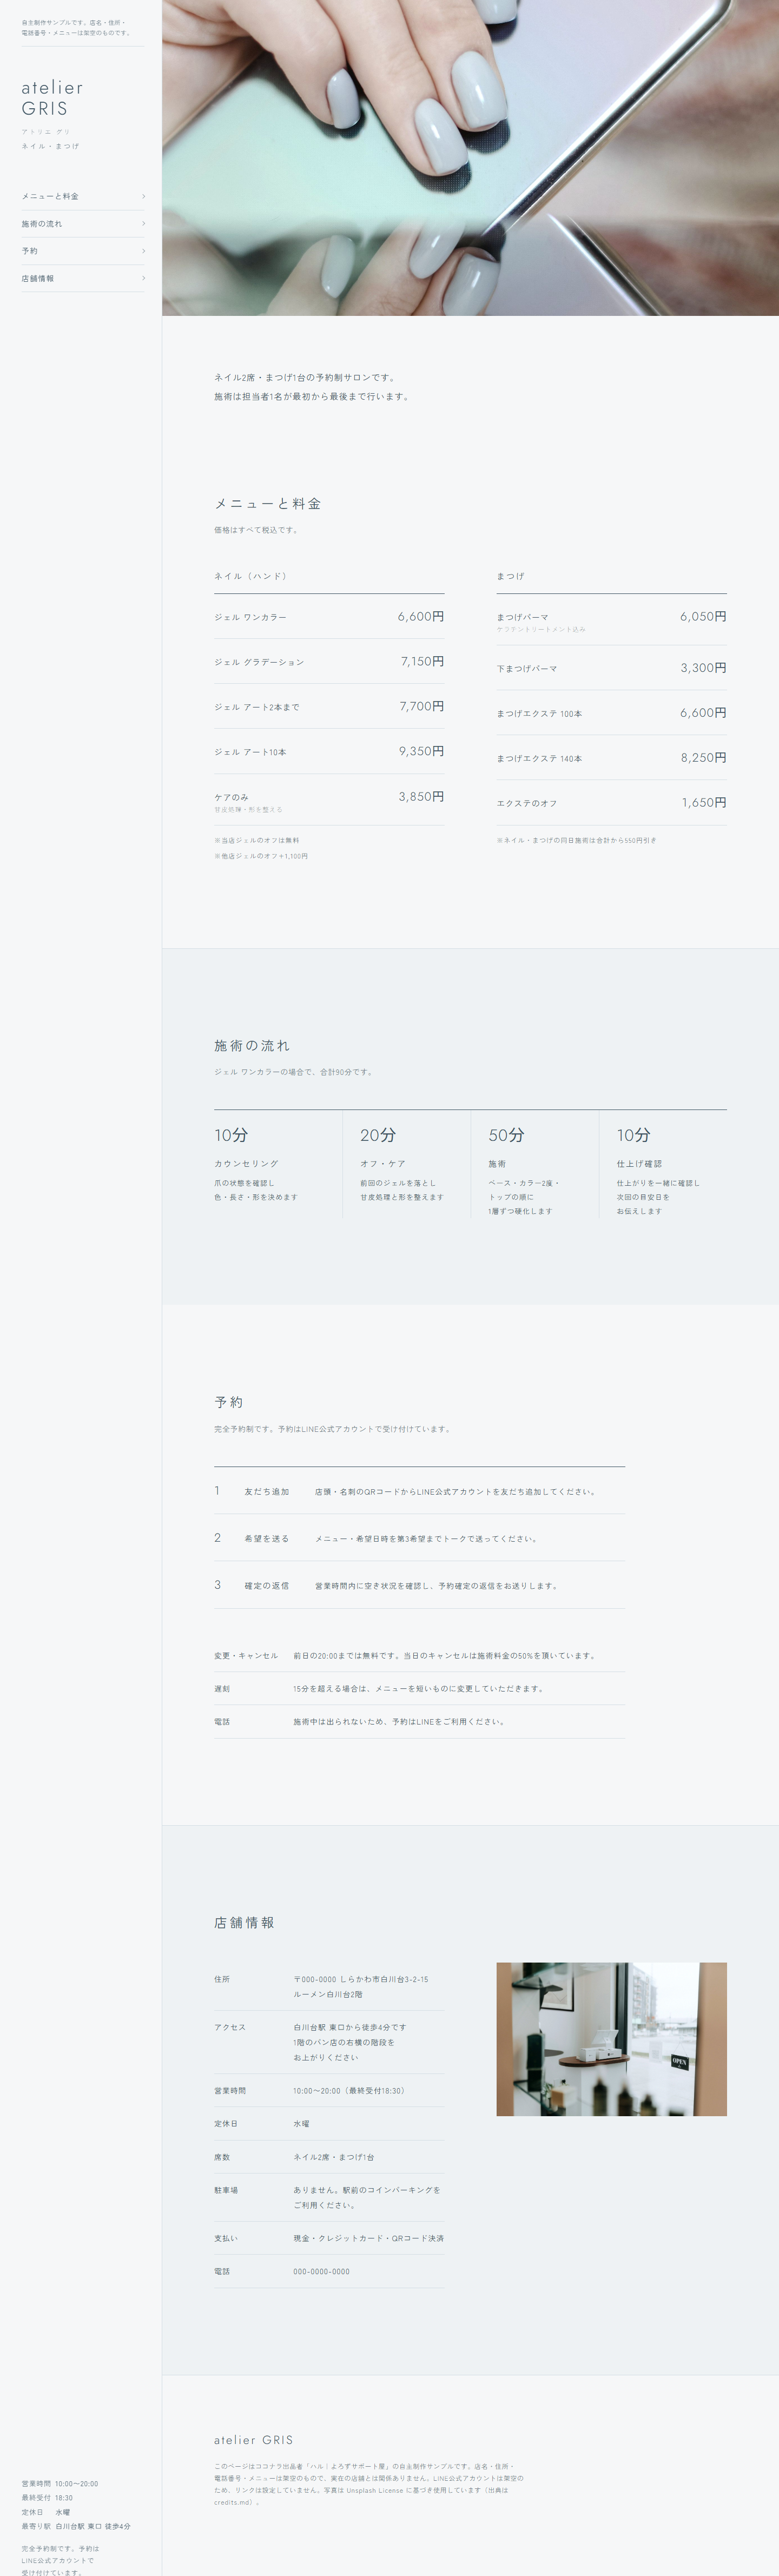 自主制作サンプルです。店名・住所・
電話番号・メニューは架空のものです。
atelier
GRIS
アトリエ グリ
ネイル・まつげ
メニューと料金
施術の流れ
予約
店舗情報
ネイル2席・まつげ1台の予約制サロンです。
施術は担当者1名が最初から最後まで行います。
メニューと料金
価格はすべて税込です。
ネイル（ハンド）
ジェル ワンカラー 6,600円
ジェル グラデーション 7,150円
ジェル アート2本まで 7,700円
ジェル アート10本 9,350円
ケアのみ 3,850円
甘皮処理・形を整える
※当店ジェルのオフは無料
※他店ジェルのオフ+1,100円
まつげ
まつげパーマ 6,050円
ケラチントリートメント込み
下まつげパーマ 3,300円
まつげエクステ 100本 6,600円
まつげエクステ 140本 8,250円
エクステのオフ 1,650円
※ネイル・まつげの同日施術は合計から550円引き
施術の流れ
ジェル ワンカラーの場合で、合計90分です。
10分
カウンセリング
爪の状態を確認し
色・長さ・形を決めます
20分
オフ・ケア
前回のジェルを落とし
甘皮処理と形を整えます
50分
施術
ベース・カラー2度・
トップの順に
1層ずつ硬化します
10分
仕上げ確認
仕上がりを一緒に確認し
次回の目安日を
お伝えします
予約
完全予約制です。予約はLINE公式アカウントで受け付けています。
1 友だち追加 店頭・名刺のQRコードからLINE公式アカウントを友だち追加してください。
2 希望を送る メニュー・希望日時を第3希望までトークで送ってください。
3 確定の返信 営業時間内に空き状況を確認し、予約確定の返信をお送りします。
変更・キャンセル 前日の20:00までは無料です。当日のキャンセルは施術料金の50%を頂いています。
遅刻 15分を超える場合は、メニューを短いものに変更していただきます。
電話 施術中は出られないため、予約はLINEをご利用ください。
店舗情報
住所 〒000-0000 しらかわ市白川台3-2-15
ルーメン白川台2階
アクセス 白川台駅 東口から徒歩4分です
1階のパン店の右横の階段を
お上がりください
営業時間 10:00〜20:00（最終受付18:30）
定休日 水曜
席数 ネイル2席・まつげ1台
駐車場 ありません。駅前のコインパーキングを
ご利用ください。
支払い 現金・クレジットカード・QRコード決済
電話 000-0000-0000
OPEN
営業時間 10:00〜20:00
最終受付 18:30
定休日 水曜
最寄り駅 白川台駅 東口 徒歩4分
完全予約制です。予約は
LINE公式アカウントで
受け付けています。
atelier GRIS
このページはココナラ出品者「ハル｜よろずサポート屋」の自主制作サンプルです。店名・住所・
電話番号・メニューは架空のもので、実在の店舗とは関係ありません。LINE公式アカウントは架空の
ため、リンクは設定していません。写真は Unsplash License に基づき使用しています（出典は
credits.md）。